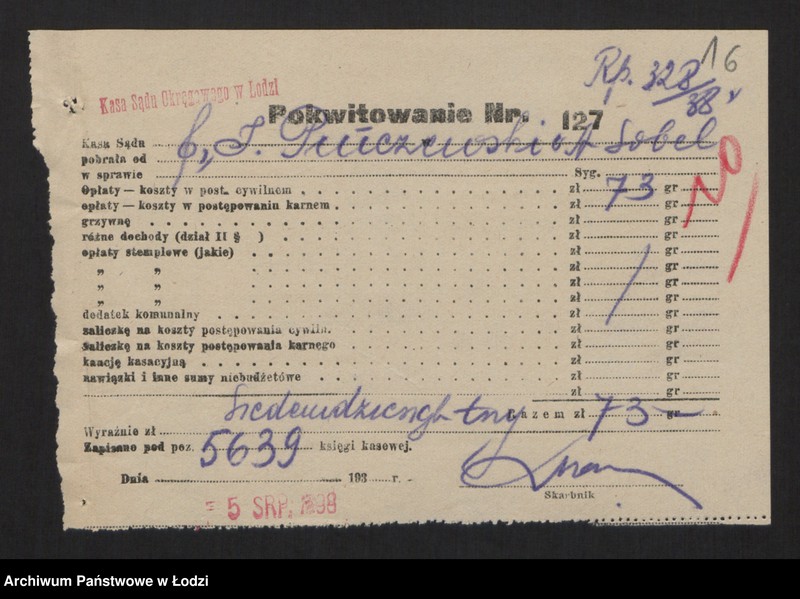 16
Rp. 328/38
Kasa Sądu Okręgowego w Łodzi
Pokwitowanie Nr. 127
Kasa Sądu
pobrała od f. J. i A Sobel
w sprawie Syg.
Opłaty — koszty w post. cywilnem zł 73 gr
opłaty — koszty w postępowaniu karnem zł gr
grzywnę zł gr
różne dochody (dział II § ) zł gr
opłaty stemplowe (jakie) zł gr
„ „ zł gr
„ „ zł gr
„ „ zł gr
dodatek komunalny zł gr
zaliczkę na koszty postępowania cywiln. zł gr
zaliczkę na koszty postępowania karnego zł gr
kaucję kasacyjną zł gr
nawiązki i inne sumy niebudżetowe zł gr
zł gr
Razem zł 73 — gr
Wyraźnie zł Siedemdziesiąt trzy
Zapisano pod poz. 5639 księgi kasowej.
Dnia 193 r.
5 SRP. 1938
Skarbnik
Archiwum Państwowe w Łodzi